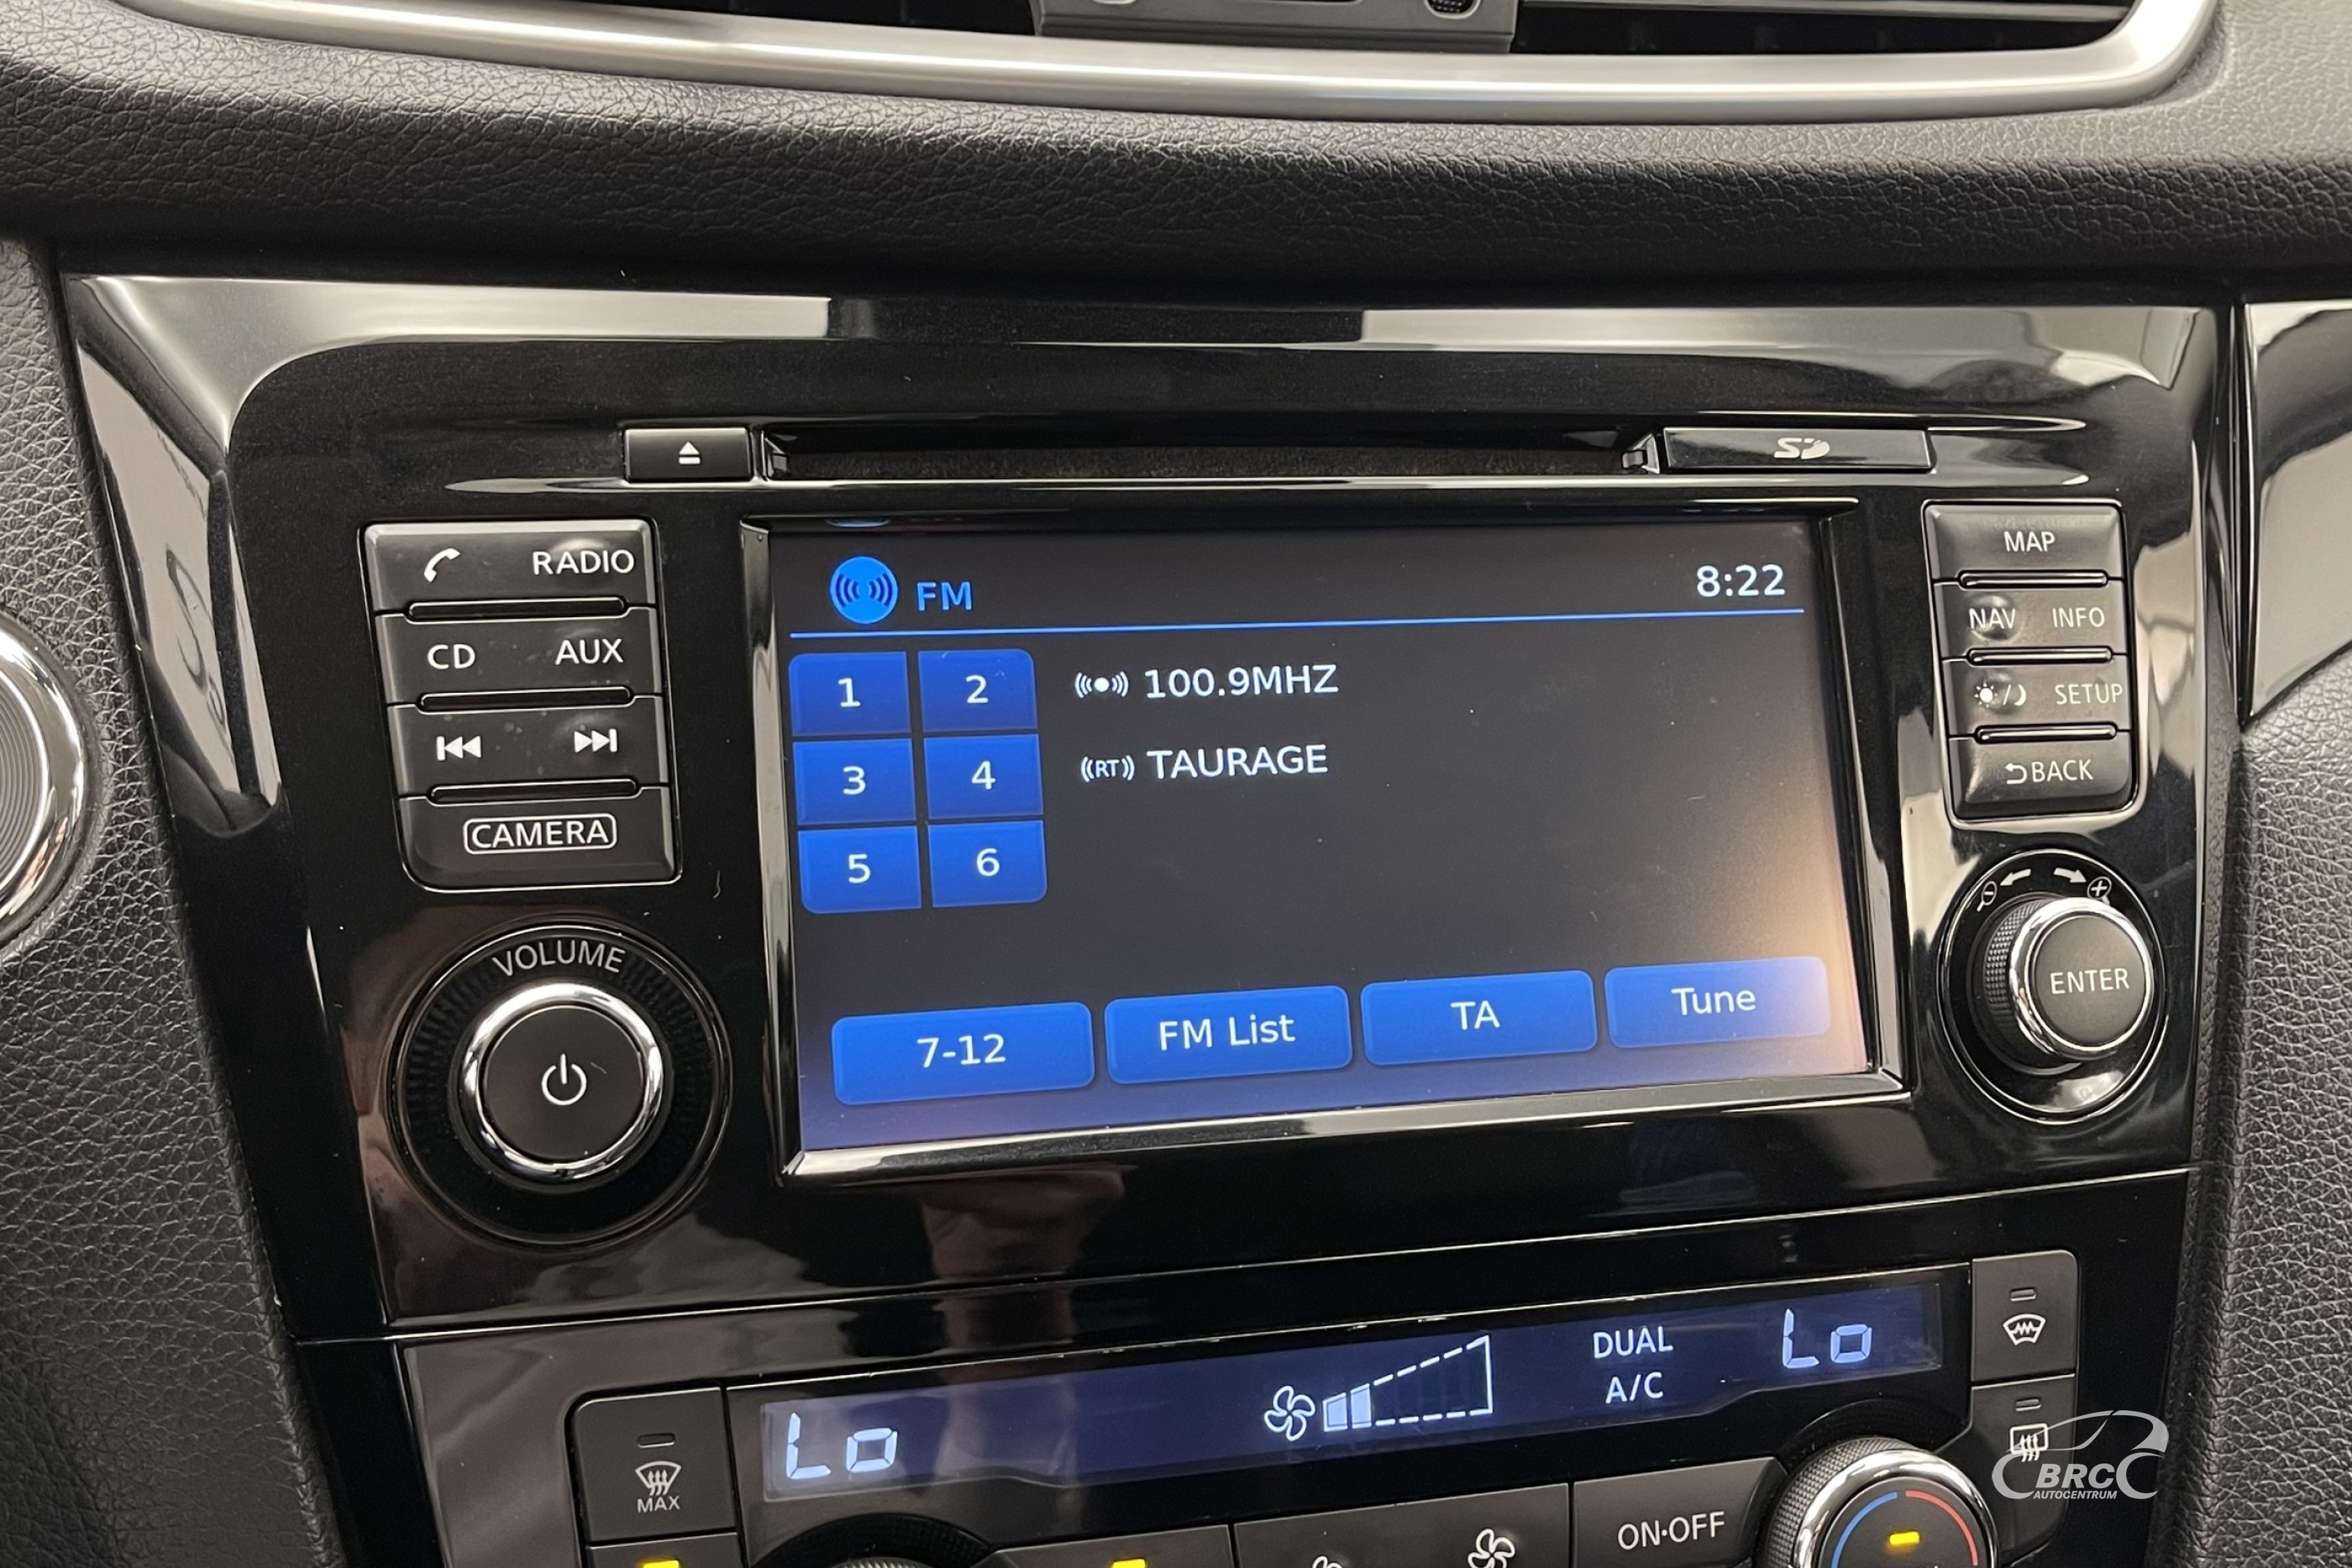 SD
RADIO
CD AUX
CAMERA
VOLUME
FM 8:22
1 2
3 4
5 6
100.9MHZ
RT TAURAGE
7-12 FM List TA Tune
MAP
NAV INFO
SETUP
BACK
ENTER
Lo DUAL A/C Lo
MAX
ON·OFF
BRC
AUTOCENTRUM